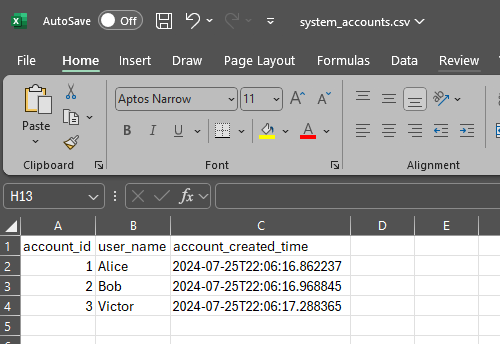 AutoSave Off system_accounts.csv
File Home Insert Draw Page Layout Formulas Data Review
Paste Aptos Narrow 11 A A
B I U A
Clipboard Font Alignment
H13 fx
A B C D E
1 account_id user_name account_created_time
2 1 Alice 2024-07-25T22:06:16.862237
3 2 Bob 2024-07-25T22:06:16.968845
4 3 Victor 2024-07-25T22:06:17.288365
5
6